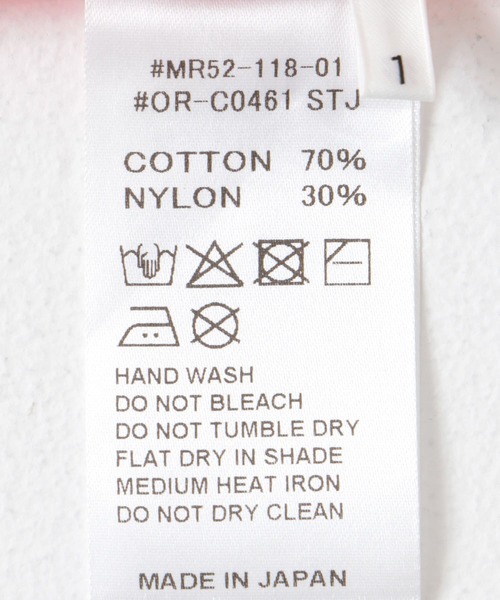 #MR52-118-01
1
#OR-C0461 STJ
COTTON 70%
NYLON 30%
HAND WASH
DO NOT BLEACH
DO NOT TUMBLE DRY
FLAT DRY IN SHADE
MEDIUM HEAT IRON
DO NOT DRY CLEAN
MADE IN JAPAN